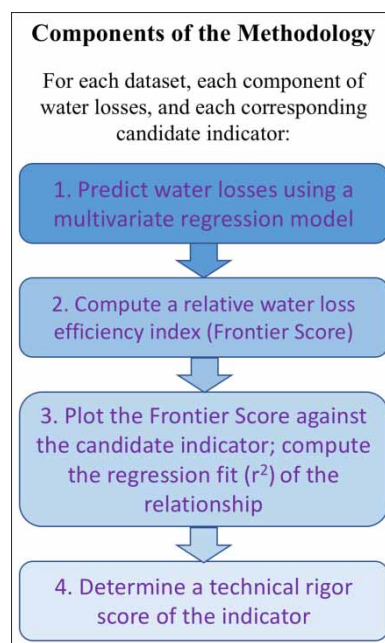 Components of the Methodology
For each dataset, each component of
water losses, and each corresponding
candidate indicator:
1. Predict water losses using a
multivariate regression model
2. Compute a relative water loss
efficiency index (Frontier Score)
3. Plot the Frontier Score against
the candidate indicator; compute
the regression fit (r²) of the
relationship
4. Determine a technical rigor
score of the indicator